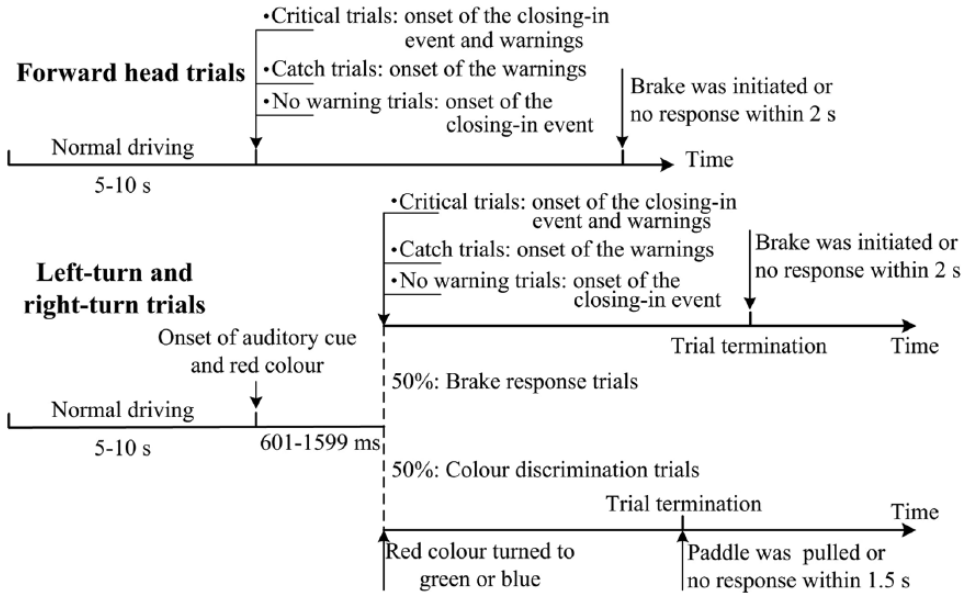 •Critical trials: onset of the closing-in
event and warnings
Forward head trials
•Catch trials: onset of the warnings
•No warning trials: onset of the
closing-in event
Brake was initiated or
no response within 2 s
Normal driving
Time
5-10 s
•Critical trials: onset of the closing-in
event and warnings
•Catch trials: onset of the warnings
•No warning trials: onset of the
closing-in event
Brake was initiated or
no response within 2 s
Left-turn and
right-turn trials
Onset of auditory cue
and red colour
Trial termination
Time
50%: Brake response trials
Normal driving
5-10 s
601-1599 ms
50%: Colour discrimination trials
Trial termination
Time
Red colour turned to
green or blue
Paddle was pulled or
no response within 1.5 s